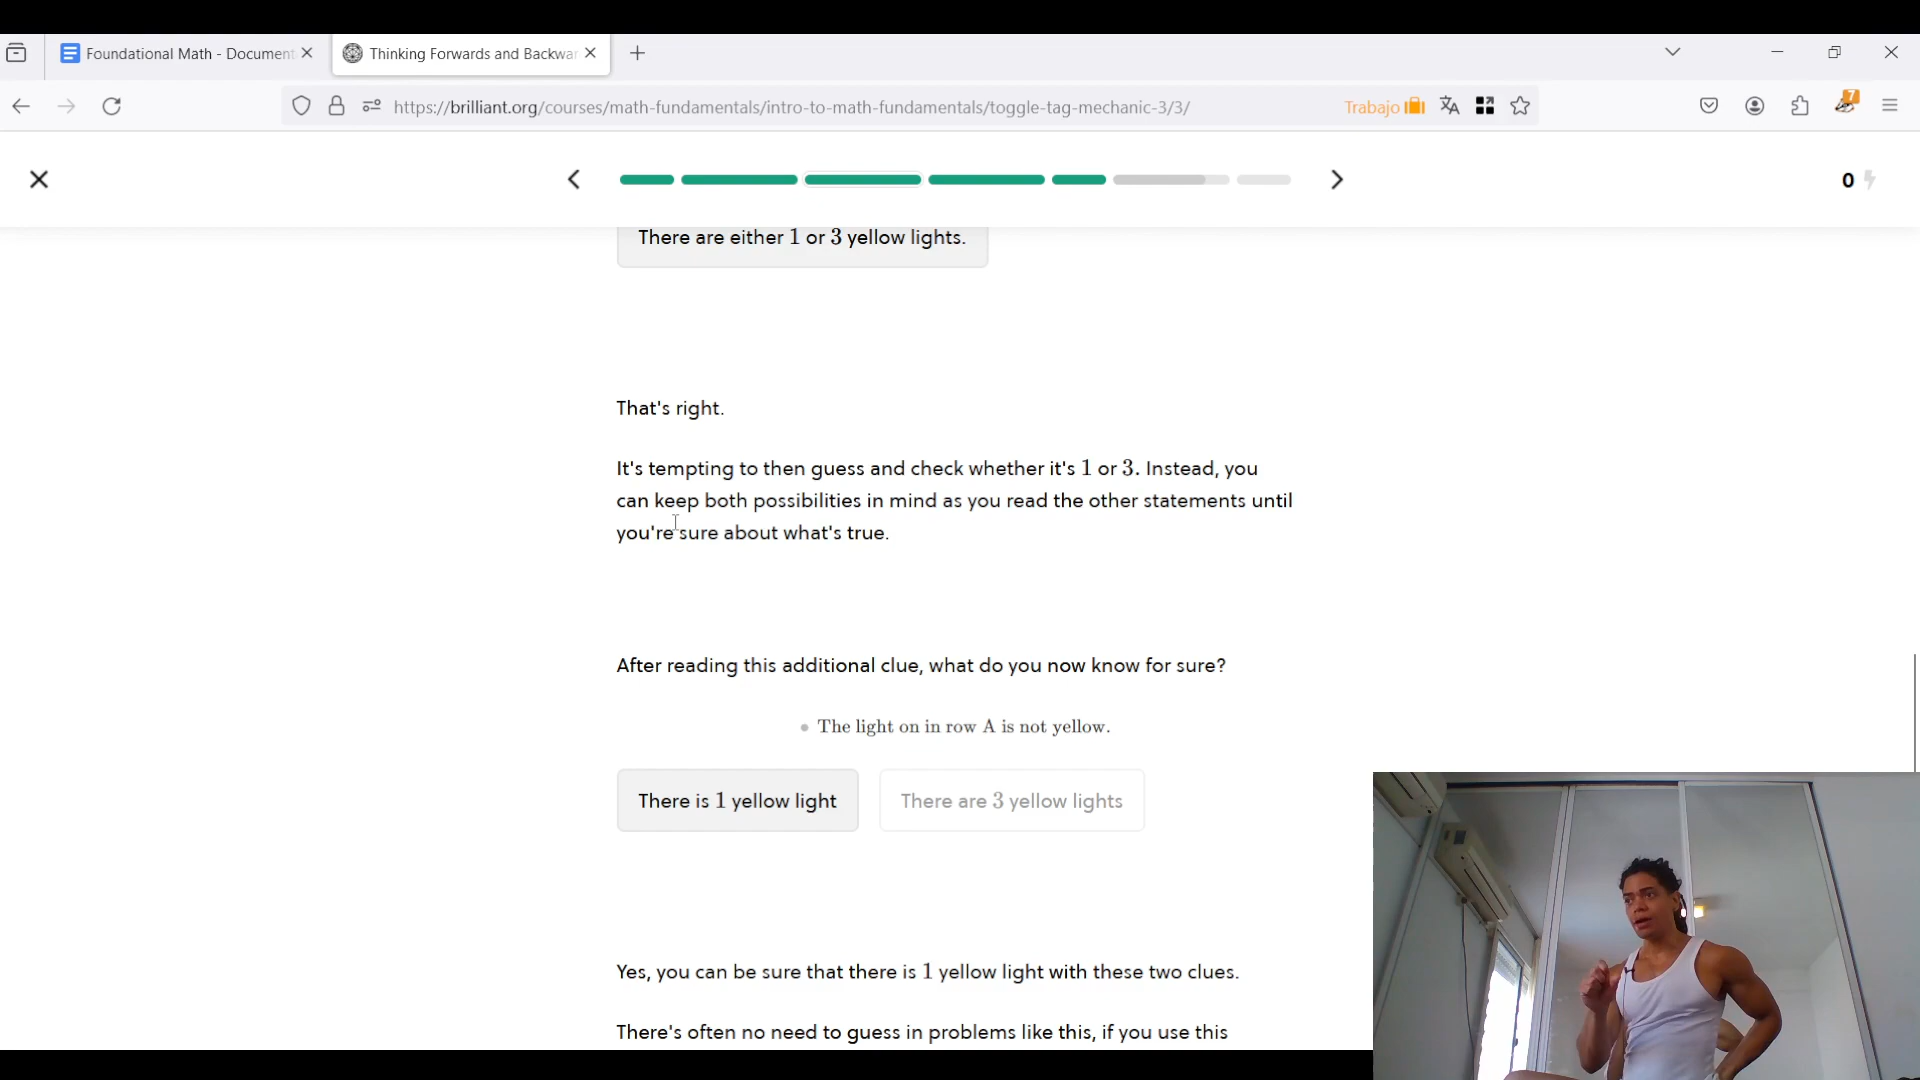 Foundational Math - Document
Thinking Forwards and Backwar
https://brilliant.org/courses/math-fundamentals/intro-to-math-fundamentals/toggle-tag-mechanic-3/3/
Trabajo
7
0
There are either 1 or 3 yellow lights.
That's right.
It's tempting to then guess and check whether it's 1 or 3. Instead, you
can keep both possibilities in mind as you read the other statements until
you're sure about what's true.
After reading this additional clue, what do you now know for sure?
• The light on in row A is not yellow.
There is 1 yellow light
There are 3 yellow lights
Yes, you can be sure that there is 1 yellow light with these two clues.
There's often no need to guess in problems like this, if you use this